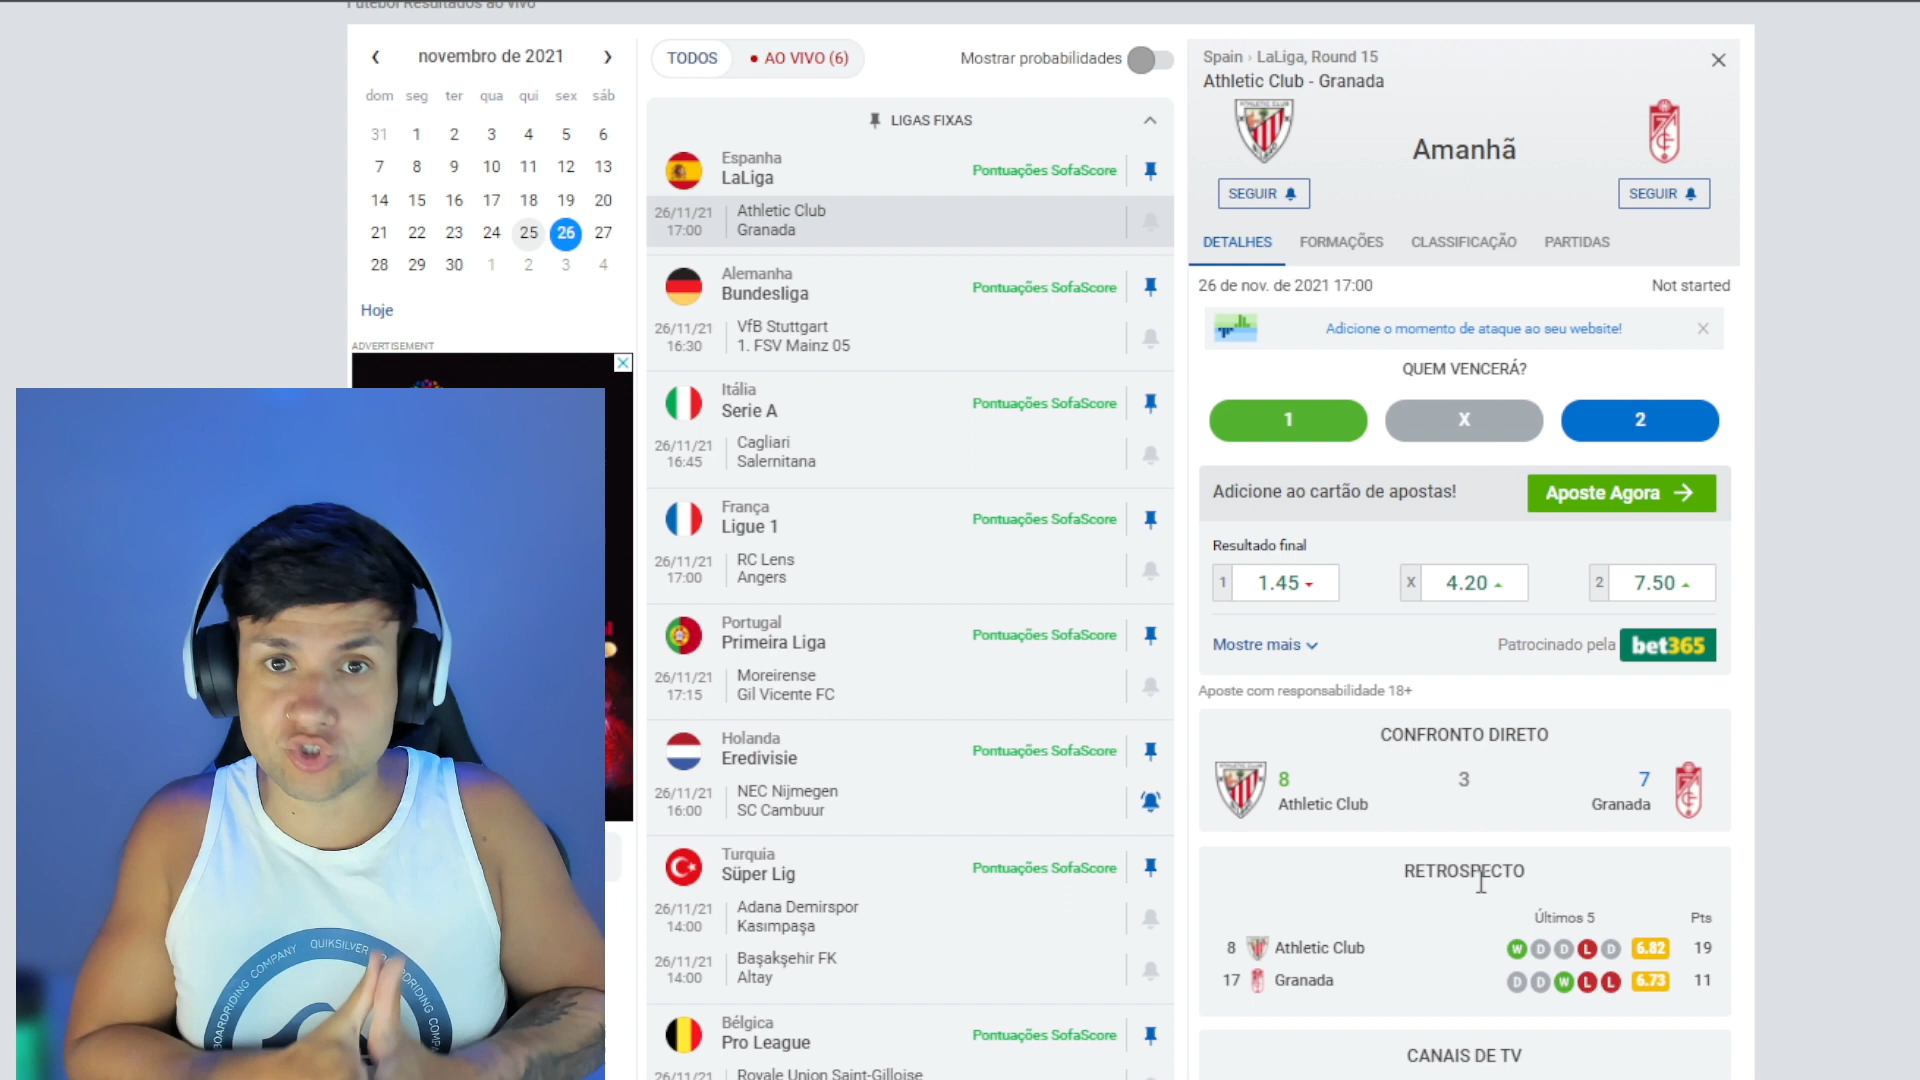 Futebol Resultados ao vivo
novembro de 2021
dom seg ter qua qui sex sáb
31 1 2 3 4 5 6
7 8 9 10 11 12 13
14 15 16 17 18 19 20
21 22 23 24 25 26 27
28 29 30 1 2 3 4
Hoje
ADVERTISEMENT
BOARDRIDING COMPANY QUIKSILVER BOARDRIDING COMPANY
TODOS
AO VIVO (6)
Mostrar probabilidades
LIGAS FIXAS
Espanha
LaLiga
Pontuações SofaScore
26/11/21
17:00
Athletic Club
Granada
Alemanha
Bundesliga
Pontuações SofaScore
26/11/21
16:30
VfB Stuttgart
1. FSV Mainz 05
Itália
Serie A
Pontuações SofaScore
26/11/21
16:45
Cagliari
Salernitana
França
Ligue 1
Pontuações SofaScore
26/11/21
17:00
RC Lens
Angers
Portugal
Primeira Liga
Pontuações SofaScore
26/11/21
17:15
Moreirense
Gil Vicente FC
Holanda
Eredivisie
Pontuações SofaScore
26/11/21
16:00
NEC Nijmegen
SC Cambuur
Turquia
Süper Lig
Pontuações SofaScore
26/11/21
14:00
Adana Demirspor
Kasımpaşa
26/11/21
14:00
Başakşehir FK
Altay
Bélgica
Pro League
Pontuações SofaScore
26/11/21
Royale Union Saint-Gilloise
Spain › LaLiga, Round 15
Athletic Club - Granada
Amanhã
SEGUIR
SEGUIR
DETALHES FORMAÇÕES CLASSIFICAÇÃO PARTIDAS
26 de nov. de 2021 17:00
Not started
Adicione o momento de ataque ao seu website!
QUEM VENCERÁ?
1 X 2
Adicione ao cartão de apostas!
Aposte Agora
Resultado final
1 1.45 X 4.20 2 7.50
Mostre mais
Patrocinado pela bet365
Aposte com responsabilidade 18+
CONFRONTO DIRETO
8 3 7
Athletic Club Granada
RETROSPECTO
Últimos 5 Pts
8 Athletic Club W D D L D 6.82 19
17 Granada D D W L L 6.73 11
CANAIS DE TV